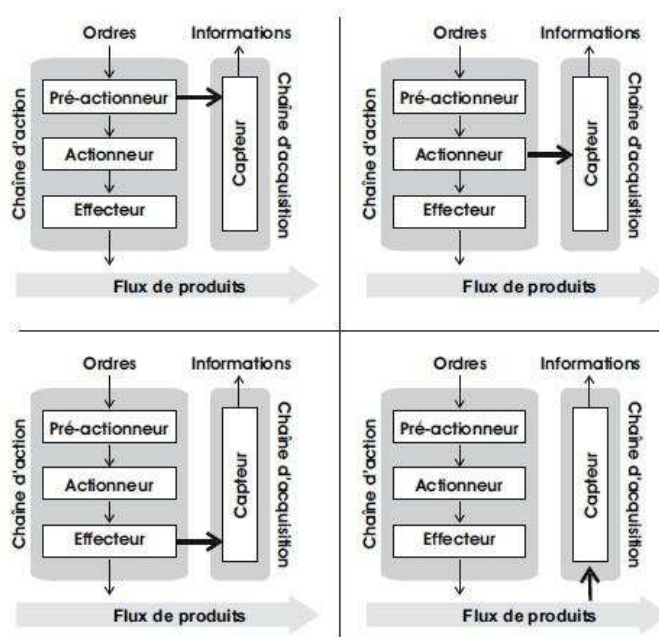 Ordres Informations
Chaîne d'action
Pré-actionneur
Actionneur
Effecteur
Capteur
Chaîne d'acquisition
Flux de produits
Ordres Informations
Chaîne d'action
Pré-actionneur
Actionneur
Effecteur
Capteur
Chaîne d'acquisition
Flux de produits
Ordres Informations
Chaîne d'action
Pré-actionneur
Actionneur
Effecteur
Capteur
Chaîne d'acquisition
Flux de produits
Ordres Informations
Chaîne d'action
Pré-actionneur
Actionneur
Effecteur
Capteur
Chaîne d'acquisition
Flux de produits